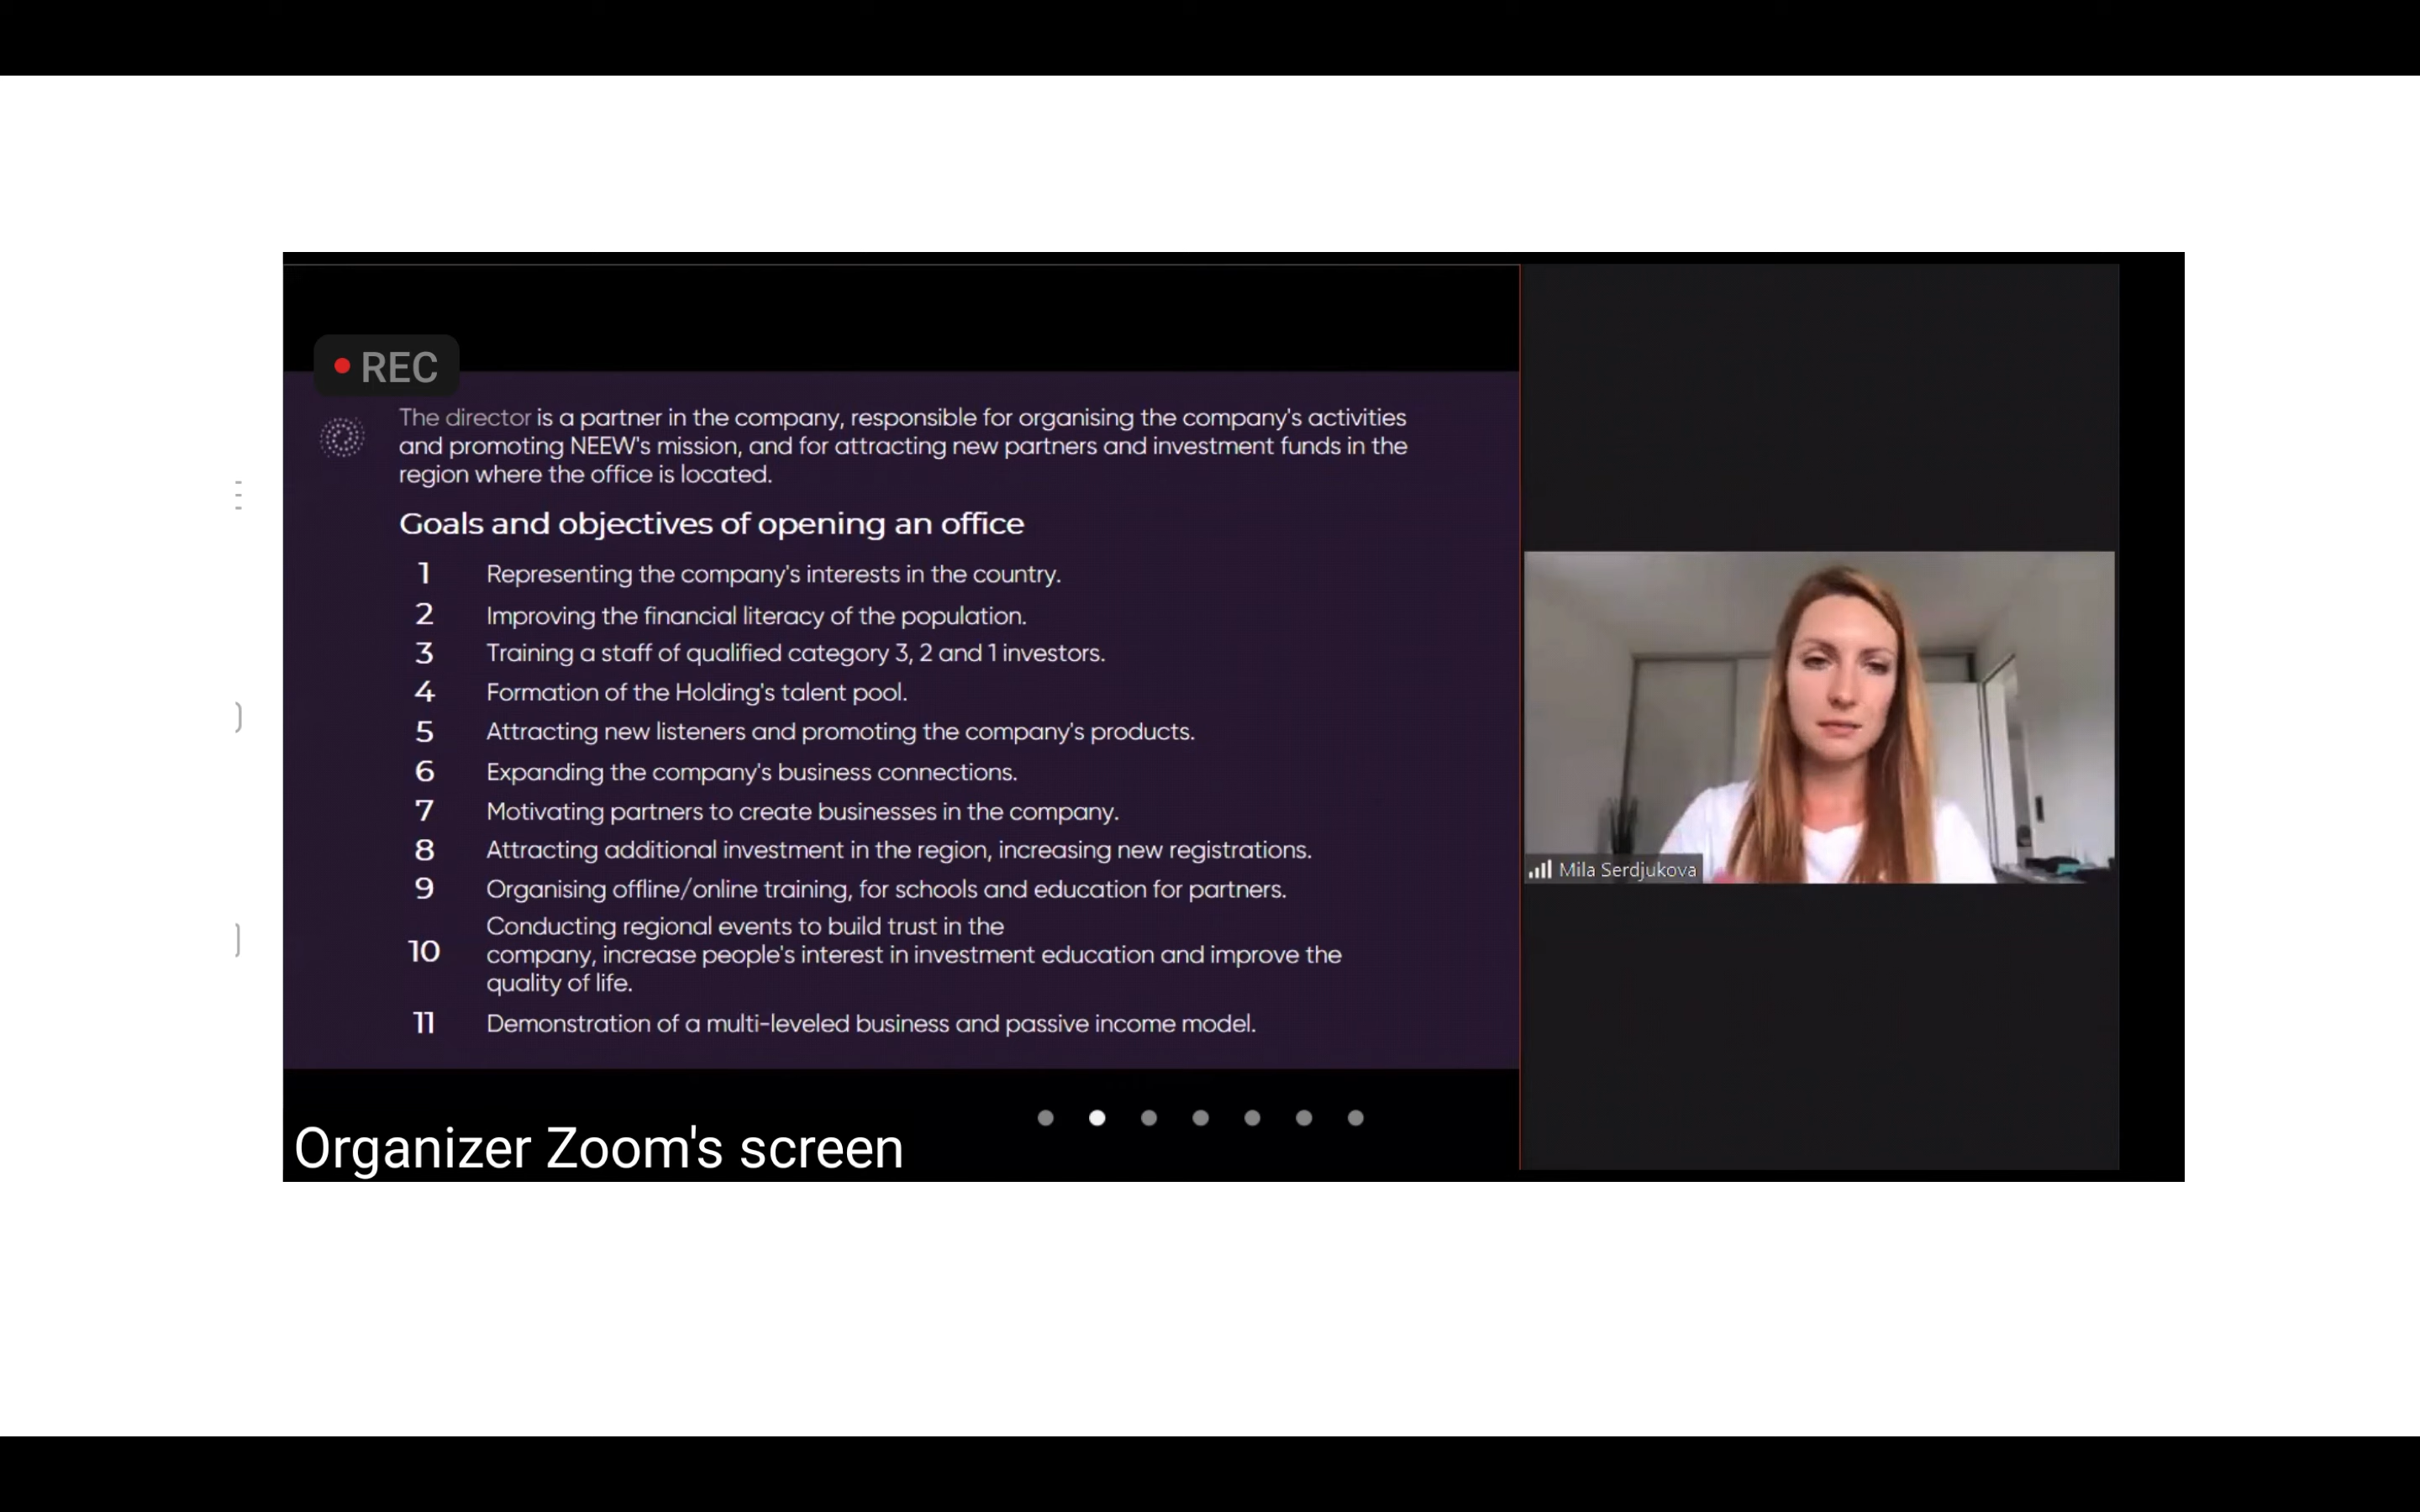 REC
The director is a partner in the company, responsible for organising the company's activities
and promoting NEEW's mission, and for attracting new partners and investment funds in the
region where the office is located.
Goals and objectives of opening an office
1 Representing the company's interests in the country.
2 Improving the financial literacy of the population.
3 Training a staff of qualified category 3, 2 and 1 investors.
4 Formation of the Holding's talent pool.
5 Attracting new listeners and promoting the company's products.
6 Expanding the company's business connections.
7 Motivating partners to create businesses in the company.
8 Attracting additional investment in the region, increasing new registrations.
9 Organising offline/online training, for schools and education for partners.
10 Conducting regional events to build trust in the
company, increase people's interest in investment education and improve the
quality of life.
11 Demonstration of a multi-leveled business and passive income model.
Mila Serdjukova
Organizer Zoom's screen